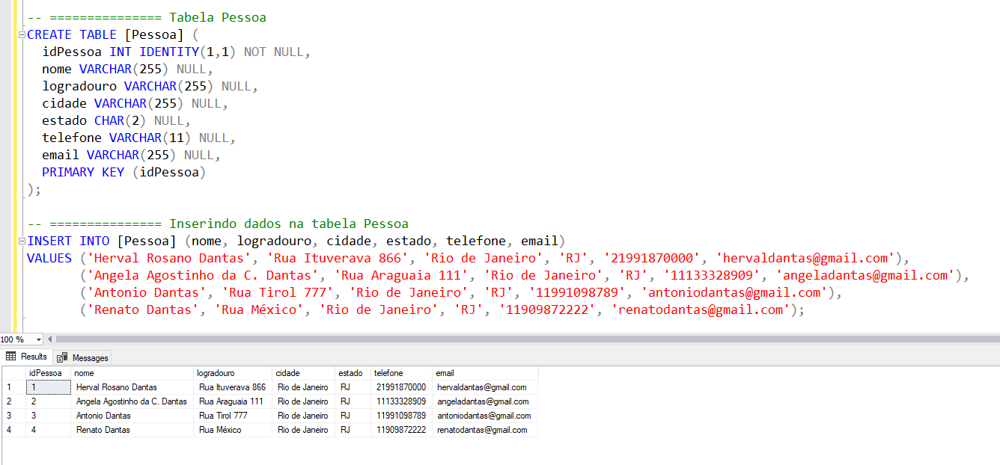 -- =============== Tabela Pessoa
CREATE TABLE [Pessoa] (
  idPessoa INT IDENTITY(1,1) NOT NULL,
  nome VARCHAR(255) NULL,
  logradouro VARCHAR(255) NULL,
  cidade VARCHAR(255) NULL,
  estado CHAR(2) NULL,
  telefone VARCHAR(11) NULL,
  email VARCHAR(255) NULL,
  PRIMARY KEY (idPessoa)
);
-- =============== Inserindo dados na tabela Pessoa
INSERT INTO [Pessoa] (nome, logradouro, cidade, estado, telefone, email)
VALUES ('Herval Rosano Dantas', 'Rua Ituverava 866', 'Rio de Janeiro', 'RJ', '21991870000', 'hervaldantas@gmail.com'),
       ('Angela Agostinho da C. Dantas', 'Rua Araguaia 111', 'Rio de Janeiro', 'RJ', '11133328909', 'angeladantas@gmail.com'),
       ('Antonio Dantas', 'Rua Tirol 777', 'Rio de Janeiro', 'RJ', '11991098789', 'antoniodantas@gmail.com'),
       ('Renato Dantas', 'Rua México', 'Rio de Janeiro', 'RJ', '11909872222', 'renatodantas@gmail.com');
100 %
Results Messages
idPessoa nome logradouro cidade estado telefone email
1 1 Herval Rosano Dantas Rua Ituverava 866 Rio de Janeiro RJ 21991870000 hervaldantas@gmail.com
2 2 Angela Agostinho da C. Dantas Rua Araguaia 111 Rio de Janeiro RJ 11133328909 angeladantas@gmail.com
3 3 Antonio Dantas Rua Tirol 777 Rio de Janeiro RJ 11991098789 antoniodantas@gmail.com
4 4 Renato Dantas Rua México Rio de Janeiro RJ 11909872222 renatodantas@gmail.com